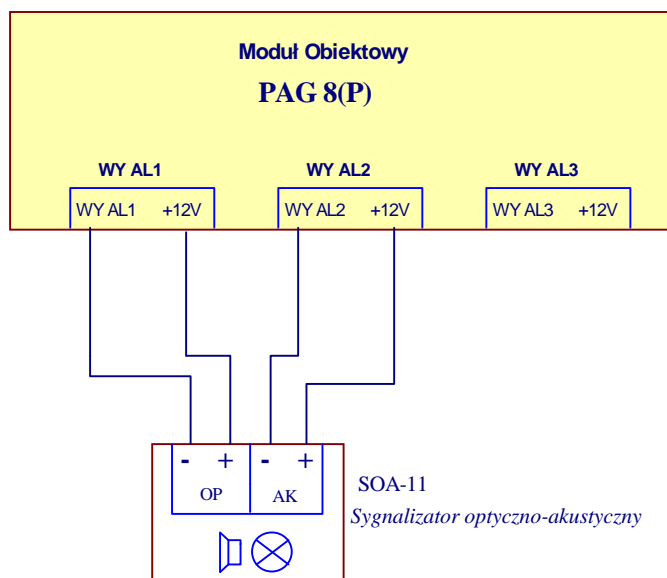 Moduł Obiektowy
PAG 8(P)
WY AL1 WY AL2 WY AL3
WY AL1 +12V WY AL2 +12V WY AL3 +12V
- + - +
OP AK
SOA-11
Sygnalizator optyczno-akustyczny